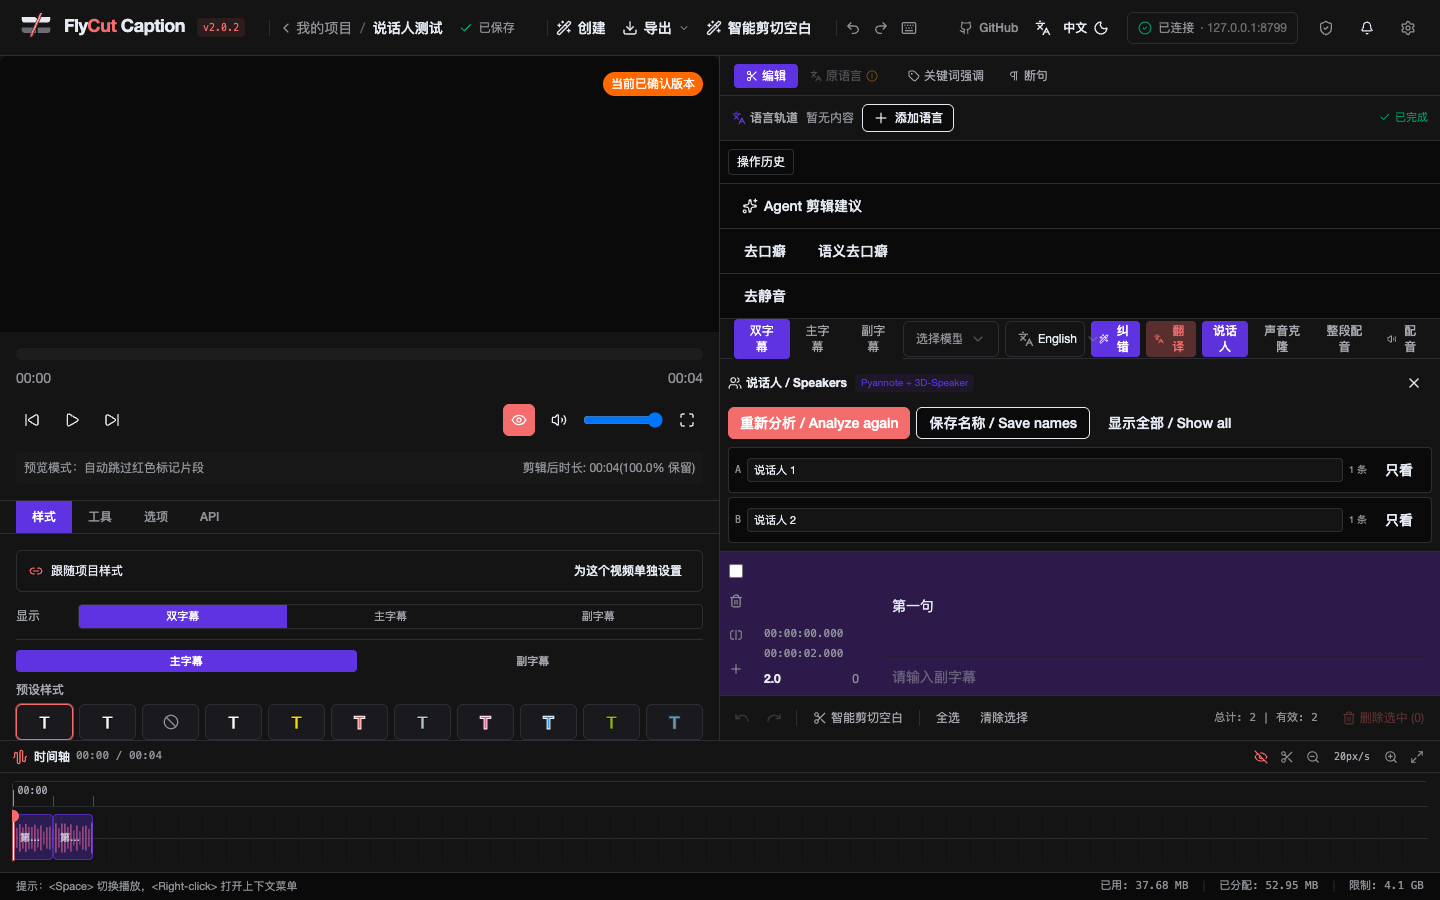 FlyCut Caption v2.0.2 我的项目 / 说话人测试 已保存 创建 导出 智能剪切空白 GitHub 中文 已连接 · 127.0.0.1:8799
当前已确认版本
编辑 原语言 关键词强调 断句
语言轨道 暂无内容 添加语言 已完成
操作历史
Agent 剪辑建议
去口癖 语义去口癖
去静音
双字幕 主字幕 副字幕 选择模型 English 纠错 翻译 说话人 声音克隆 整段配音 配音
说话人 / Speakers Pyannote + 3D-Speaker
重新分析 / Analyze again 保存名称 / Save names 显示全部 / Show all
A 说话人 1 1 条 只看
B 说话人 2 1 条 只看
第一句
00:00:00.000
00:00:02.000
2.0 0 请输入副字幕
智能剪切空白 全选 清除选择 总计: 2 | 有效: 2 删除选中 (0)
00:00 00:04
预览模式: 自动跳过红色标记片段 剪辑后时长: 00:04(100.0% 保留)
样式 工具 选项 API
跟随项目样式 为这个视频单独设置
显示 双字幕 主字幕 副字幕
主字幕 副字幕
预设样式
T T T T T T T T T T
时间轴 00:00 / 00:04 20px/s
00:00
第... 第...
提示: <Space> 切换播放, <Right-click> 打开上下文菜单 已用: 37.68 MB 已分配: 52.95 MB 限制: 4.1 GB